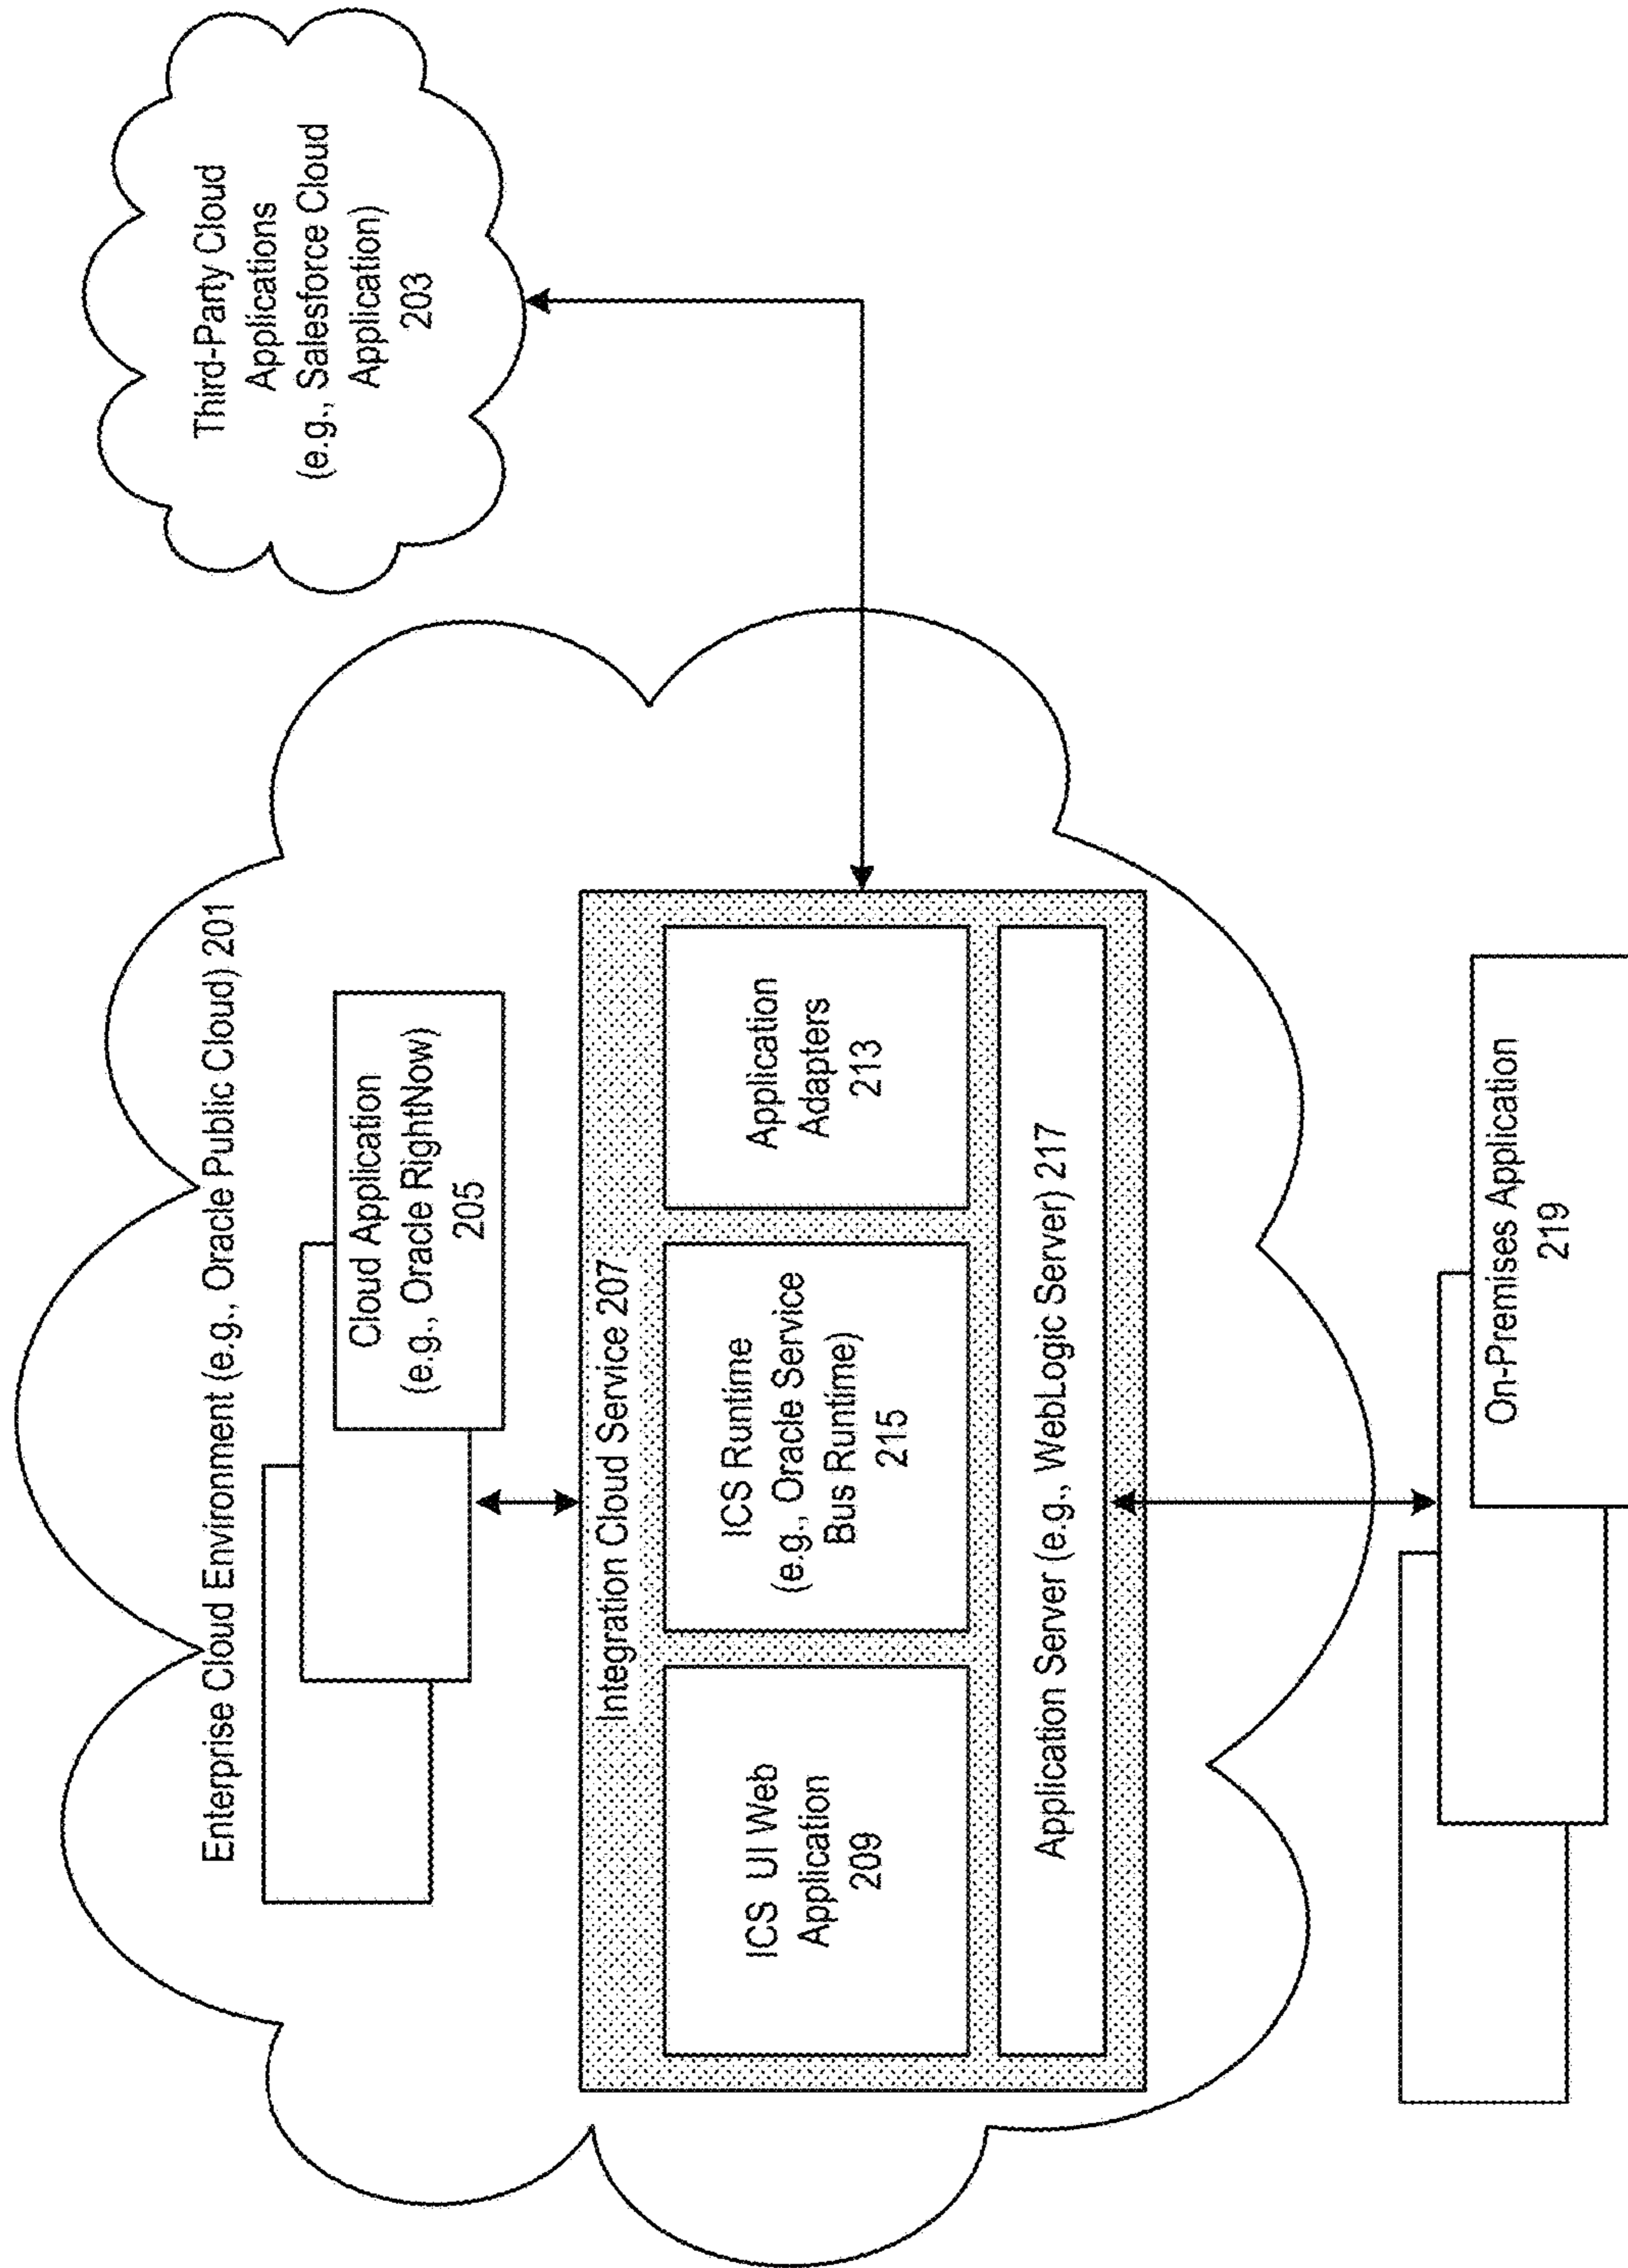 Enterprise Cloud Environment (e.g., Oracle Public Cloud) 201
Cloud Application
(e.g., Oracle RightNow)
205
Third-Party Cloud
Applications
(e.g., Salesforce Cloud
Application)
203
Integration Cloud Service 207
ICS UI Web
Application
209
ICS Runtime
(e.g., Oracle Service
Bus Runtime)
215
Application
Adapters
213
Application Server (e.g., WebLogic Server) 217
On-Premises Application
219